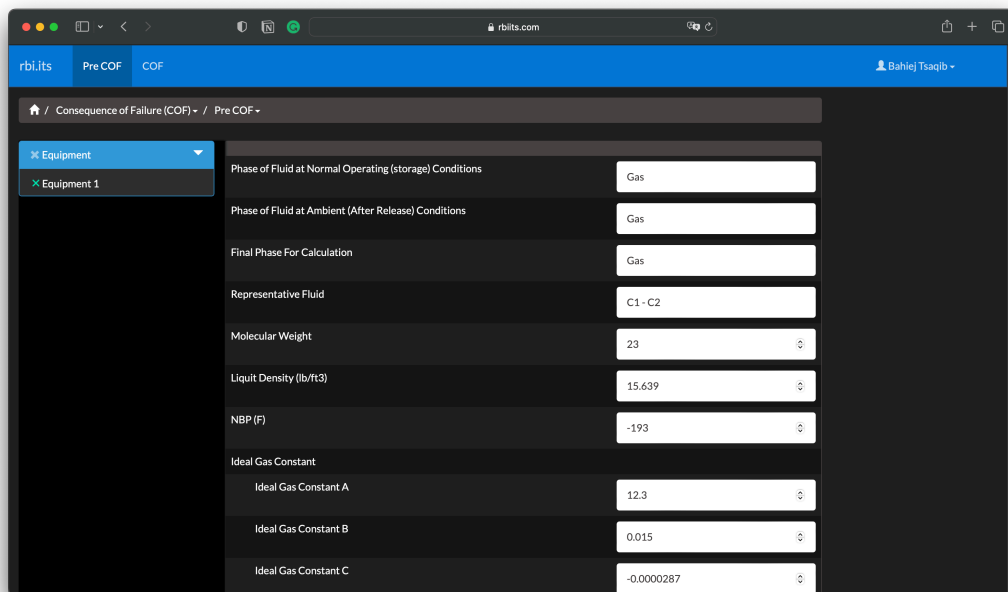 rbiits.com
rbi.its Pre COF COF Bahiej Tsaqib
/ Consequence of Failure (COF) / Pre COF
Equipment
Equipment 1
Phase of Fluid at Normal Operating (storage) Conditions Gas
Phase of Fluid at Ambient (After Release) Conditions Gas
Final Phase For Calculation Gas
Representative Fluid C1 - C2
Molecular Weight 23
Liquit Density (lb/ft3) 15.639
NBP (F) -193
Ideal Gas Constant
Ideal Gas Constant A 12.3
Ideal Gas Constant B 0.015
Ideal Gas Constant C -0.0000287